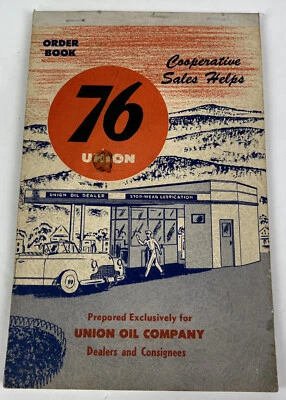 ORDER
BOOK
Cooperative
Sales Helps
76
UNION
UNION OIL DEALER
STOP-WEAR LUBRICATION
Prepared Exclusively for
UNION OIL COMPANY
Dealers and Consignees